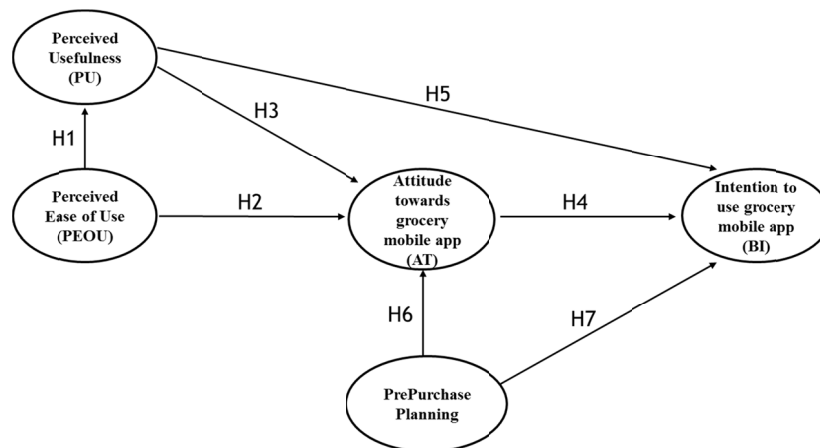 Perceived
Usefulness
(PU)
H5
H3
H1
Perceived
Ease of Use
(PEOU)
H2
Attitude
towards
grocery
mobile app
(AT)
H4
Intention to
use grocery
mobile app
(BI)
H6
H7
PrePurchase
Planning